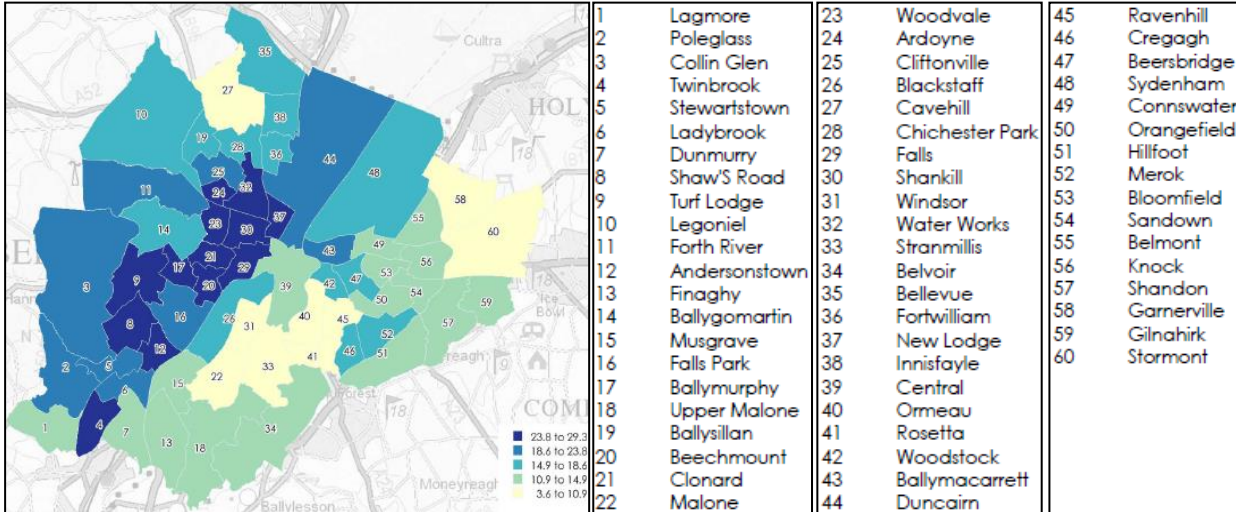 35
Cultra
A52
27
HOLY
10
38
19
28
36
18
44
25
48
11
24
32
58
55
37
23
30
60
14
49
43
21
56
17
29
53
47
9
20
39
42
3
54
50
59
Ice
Bowl
16
40
26
31
45
8
57
52
46
51
12
41
33
5
2
22
15
6
18
COM
1
4
34
7
13
18
Moneyreagh
Ballylesson
23.8 to 29.3
18.6 to 23.8
14.9 to 18.6
10.9 to 14.9
3.6 to 10.9
1 Lagmore
2 Poleglass
3 Collin Glen
4 Twinbrook
5 Stewartstown
6 Ladybrook
7 Dunmurry
8 Shaw'S Road
9 Turf Lodge
10 Legoniel
11 Forth River
12 Andersonstown
13 Finaghy
14 Ballygomartin
15 Musgrave
16 Falls Park
17 Ballymurphy
18 Upper Malone
19 Ballysillan
20 Beechmount
21 Clonard
22 Malone
23 Woodvale
24 Ardoyne
25 Cliftonville
26 Blackstaff
27 Cavehill
28 Chichester Park
29 Falls
30 Shankill
31 Windsor
32 Water Works
33 Stranmillis
34 Belvoir
35 Bellevue
36 Fortwilliam
37 New Lodge
38 Innisfayle
39 Central
40 Ormeau
41 Rosetta
42 Woodstock
43 Ballymacarrett
44 Duncairn
45 Ravenhill
46 Cregagh
47 Beersbridge
48 Sydenham
49 Connswater
50 Orangefield
51 Hillfoot
52 Merok
53 Bloomfield
54 Sandown
55 Belmont
56 Knock
57 Shandon
58 Garnerville
59 Gilnahirk
60 Stormont